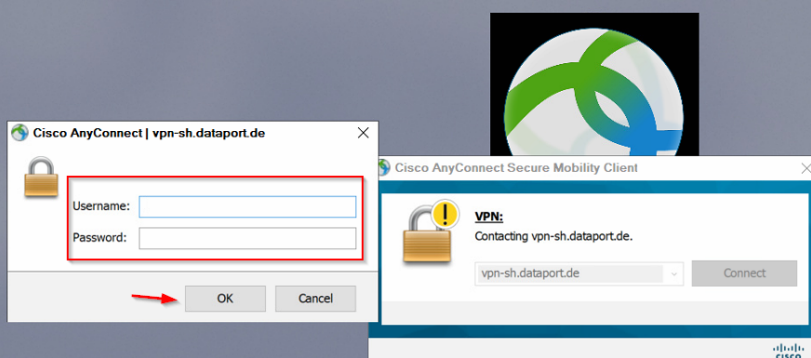 Cisco AnyConnect | vpn-sh.dataport.de
Username:
Password:
OK Cancel
Cisco AnyConnect Secure Mobility Client
VPN:
Contacting vpn-sh.dataport.de.
vpn-sh.dataport.de Connect
CISCO